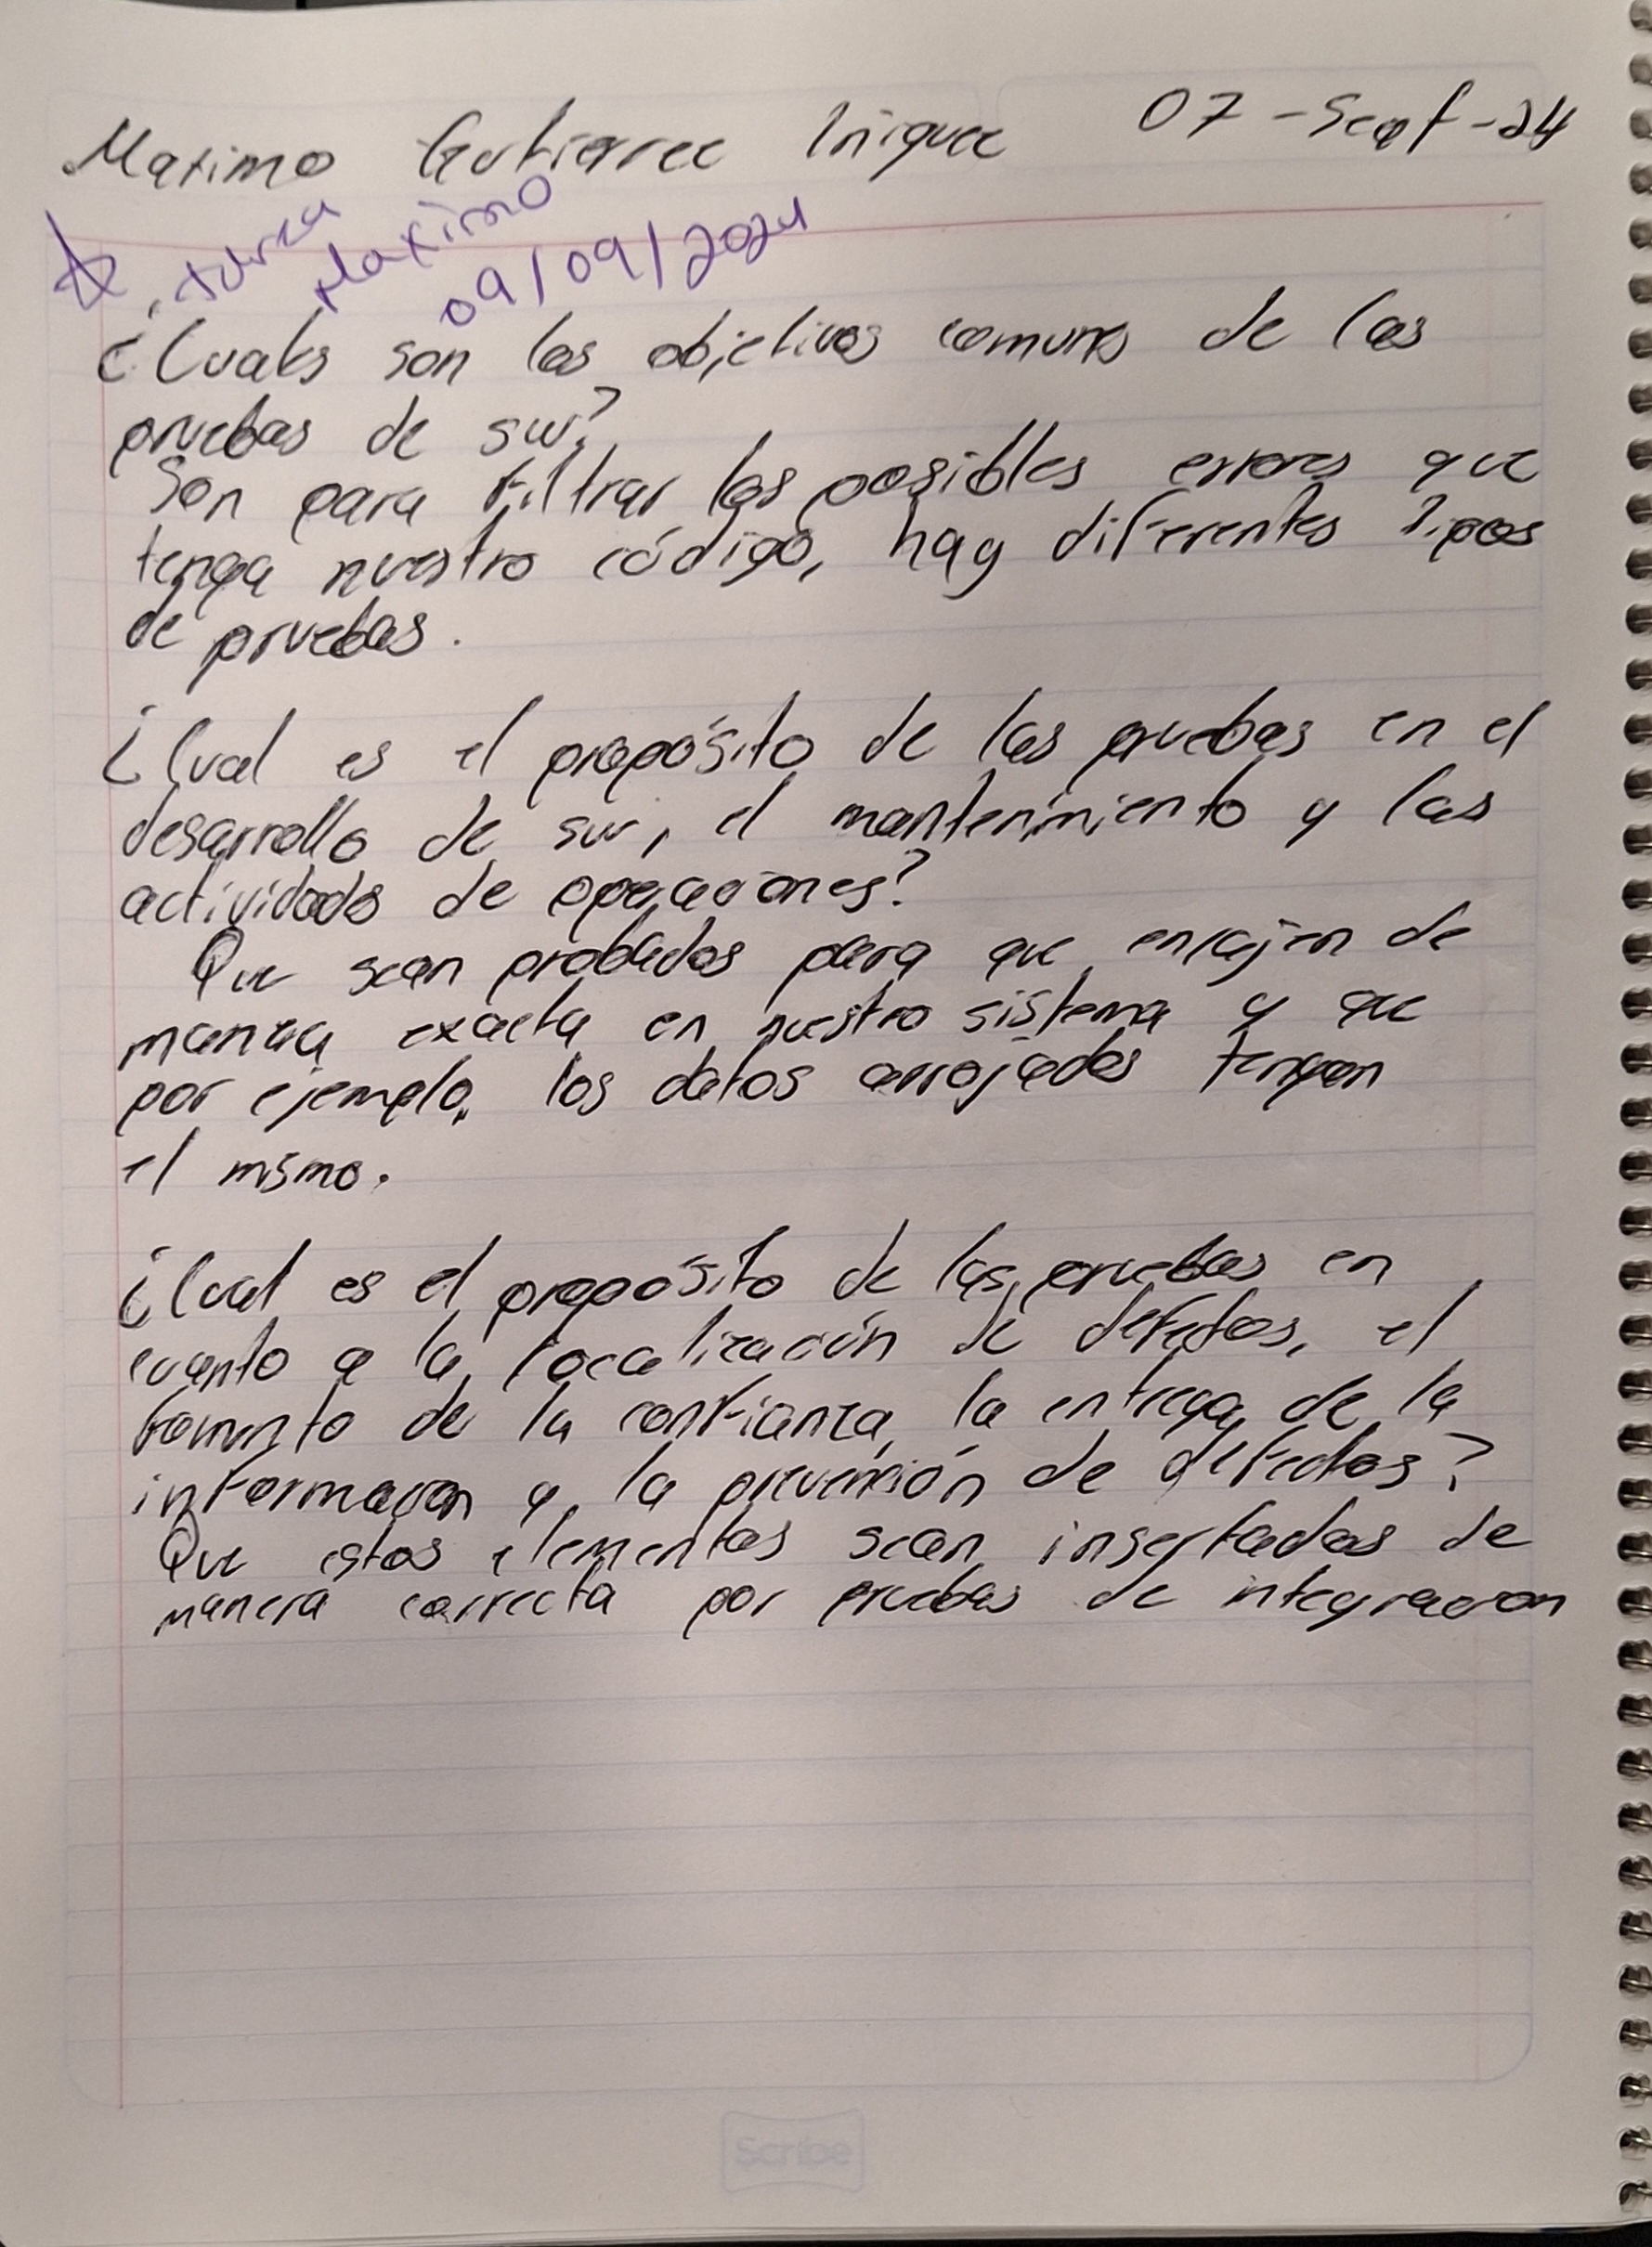 Maximo Gutierrez Iñiguez 07-Sept-24
Maximo
09/09/2024
¿Cuales son los objetivos comunes de las
pruebas de sw?
Son para filtrar los posibles errores que
tenga nuestro código, hay diferentes tipos
de pruebas.
¿Cual es el propósito de las pruebas en el
desarrollo de sw, el mantenimiento y las
actividades de operaciones?
Que sean probados para que encajen de
manera exacta en nuestro sistema y que
por ejemplo, los datos arrojados tengan
el mismo.
¿Cual es el propósito de las pruebas en
cuanto a la localización de defectos, el
fomento de la confianza, la entrega de la
informacion y la prevención de defectos?
Que estos elementos sean insertados de
manera correcta por pruebas de integracion
Scribe